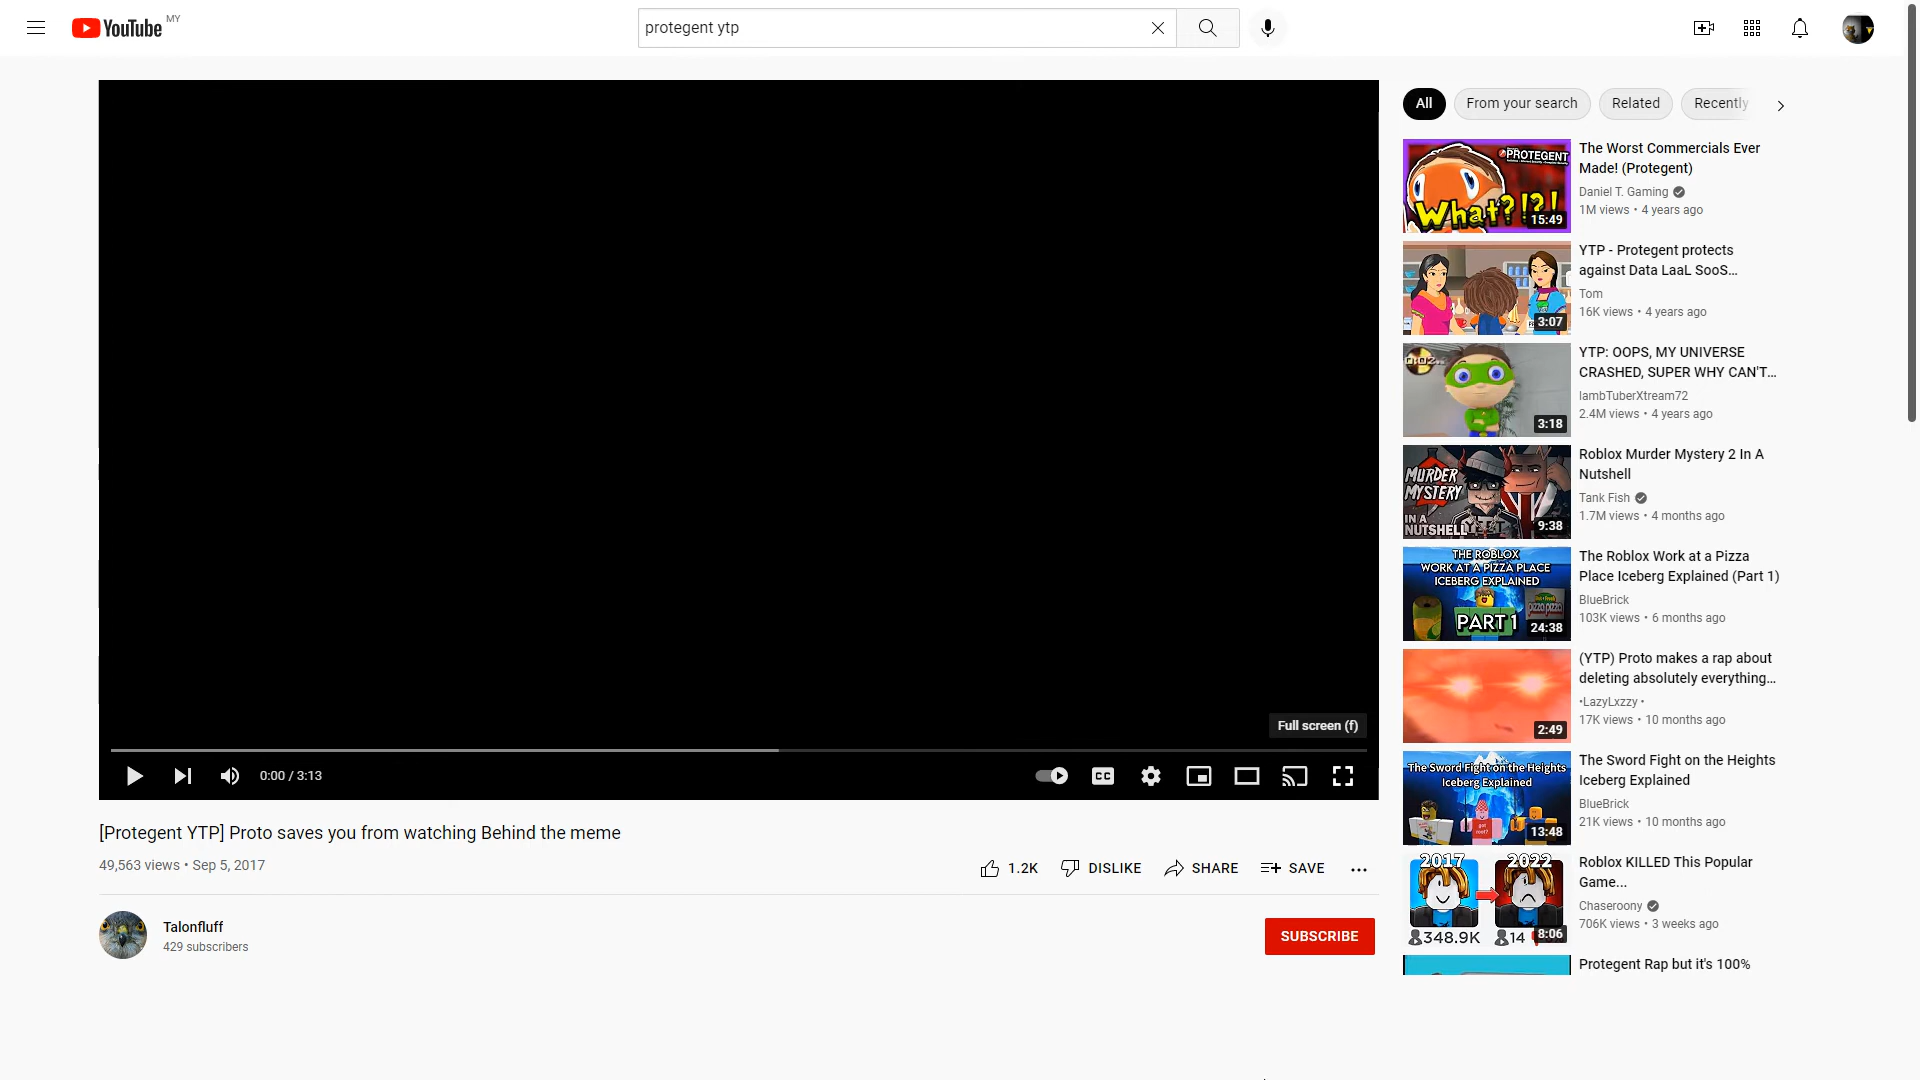 YouTube MY
protegent ytp
Full screen (f)
0:00 / 3:13
CC
[Protegent YTP] Proto saves you from watching Behind the meme
49,563 views • Sep 5, 2017
1.2K DISLIKE SHARE SAVE
Talonfluff
429 subscribers
SUBSCRIBE
All From your search Related Recently
PROTEGENT
What?!?!
15:49
The Worst Commercials Ever
Made! (Protegent)
Daniel T. Gaming
1M views • 4 years ago
3:07
YTP - Protegent protects
against Data LaaL SooS...
Tom
16K views • 4 years ago
3:18
YTP: OOPS, MY UNIVERSE
CRASHED, SUPER WHY CAN'T...
IambTuberXtream72
2.4M views • 4 years ago
MURDER
MYSTERY
IN A
NUTSHELL
9:38
Roblox Murder Mystery 2 In A
Nutshell
Tank Fish
1.7M views • 4 months ago
THE ROBLOX
WORK AT A PIZZA PLACE
ICEBERG EXPLAINED
PART 1
24:38
The Roblox Work at a Pizza
Place Iceberg Explained (Part 1)
BlueBrick
103K views • 6 months ago
2:49
(YTP) Proto makes a rap about
deleting absolutely everything...
•LazyLxzzy •
17K views • 10 months ago
The Sword Fight on the Heights
Iceberg Explained
13:48
The Sword Fight on the Heights
Iceberg Explained
BlueBrick
21K views • 10 months ago
2017 2022
348.9K 14
8:06
Roblox KILLED This Popular
Game...
Chaseroony
706K views • 3 weeks ago
Protegent Rap but it's 100%